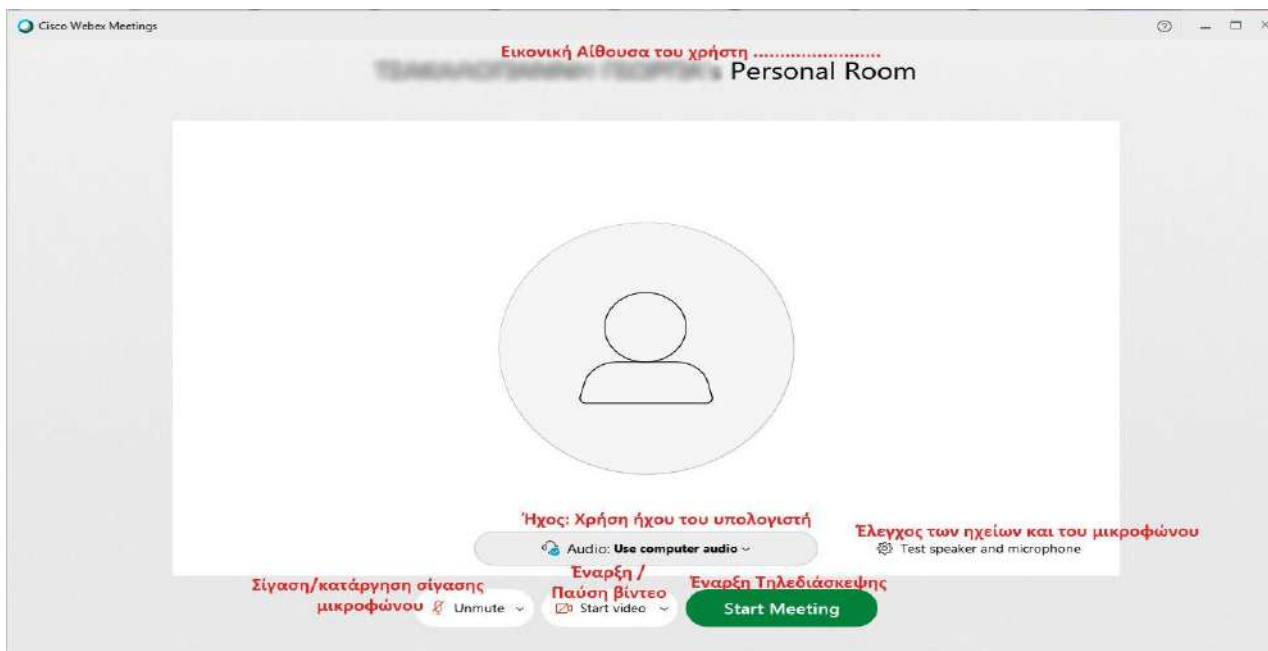 Cisco Webex Meetings
Εικονική Αίθουσα του χρήστη ........................
Personal Room
Ήχος: Χρήση ήχου του υπολογιστή
Audio: Use computer audio
Έλεγχος των ηχείων και του μικροφώνου
Test speaker and microphone
Σίγαση/κατάργηση σίγασης
μικροφώνου
Unmute
Έναρξη /
Παύση βίντεο
Start video
Έναρξη Τηλεδιάσκεψης
Start Meeting